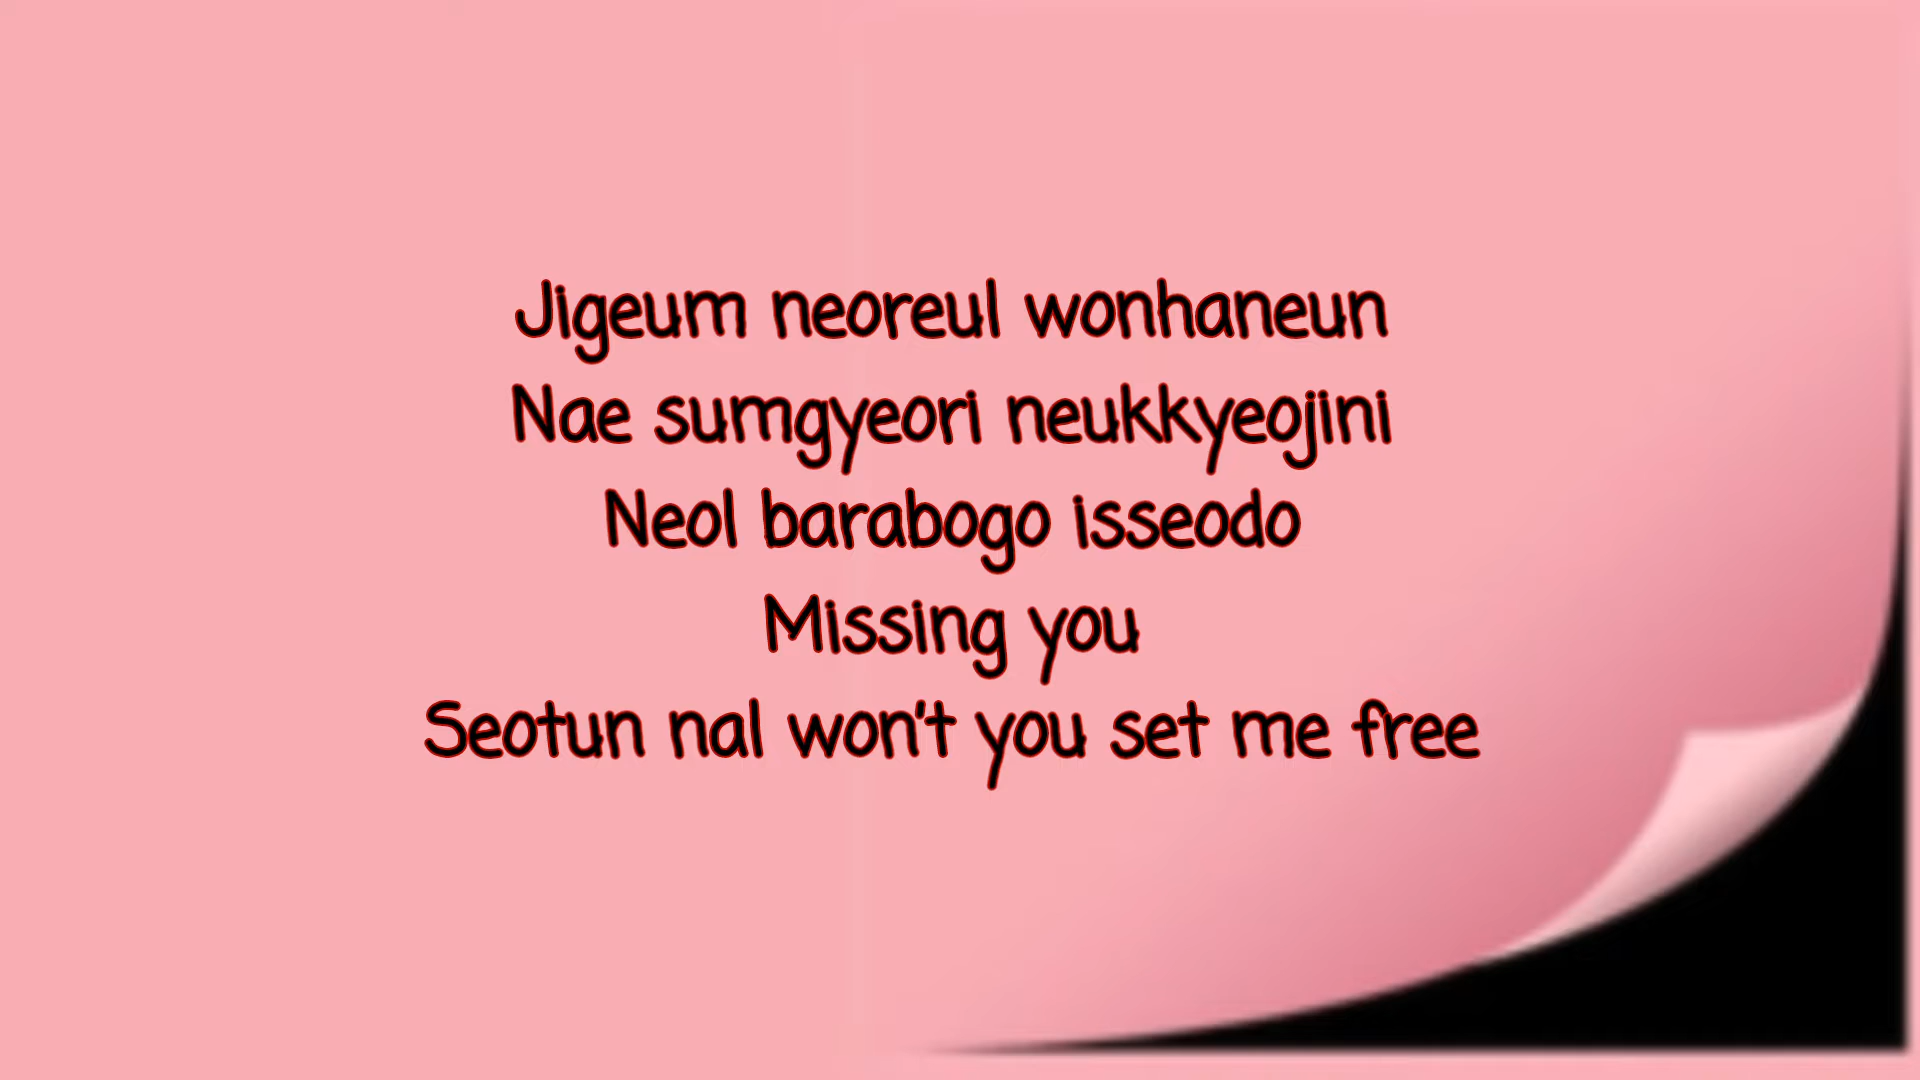 Jigeum neoreul wonhaneun
Nae sumgyeori neukkyeojini
Neol barabogo isseodo
Missing you
Seotun nal won't you set me free